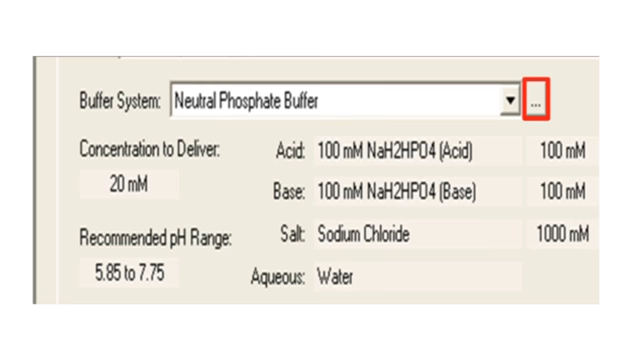 Buffer System: Neutral Phosphate Buffer ...
Concentration to Deliver: Acid: 100 mM NaH2HPO4 (Acid) 100 mM
20 mM Base: 100 mM NaH2HPO4 (Base) 100 mM
Recommended pH Range: Salt: Sodium Chloride 1000 mM
5.85 to 7.75 Aqueous: Water